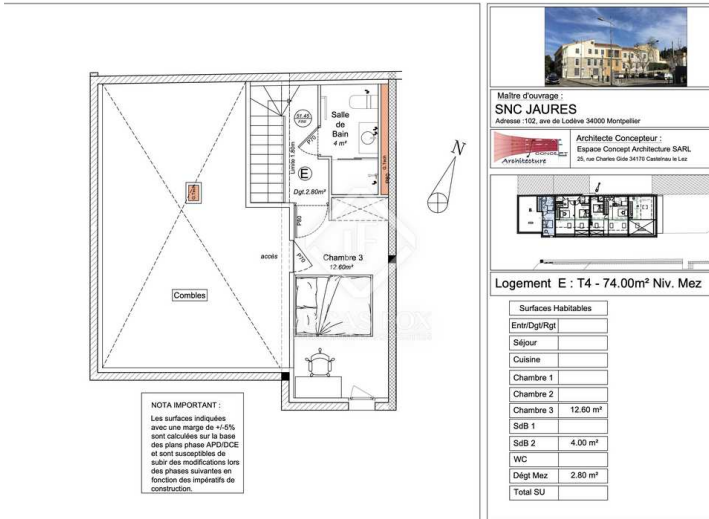 Salle
de
Bain
4 m²
51.45
P70
Limite 1.80m
E
Dgt.2.80m²
P80
P70
accès
Chambre 3
12.60m²
G.Tech
Combles
NOTA IMPORTANT :
Les surfaces indiquées
avec une marge de +/-5%
sont calculées sur la base
des plans phase APD/DCE
et sont susceptibles de
subir des modifications lors
des phases suivantes en
fonction des impératifs de
construction.
N
Maître d'ouvrage :
SNC JAURES
Adresse :102, ave de Lodève 34000 Montpellier
Architecture
Architecte Concepteur :
Espace Concept Architecture SARL
25, rue Charles Gide 34170 Castelnau le Lez
Logement E : T4 - 74.00m² Niv. Mez
Surfaces Habitables
Entr/Dgt/Rgt
Séjour
Cuisine
Chambre 1
Chambre 2
Chambre 3 12.60 m²
SdB 1
SdB 2 4.00 m²
WC
Dégt Mez 2.80 m²
Total SU